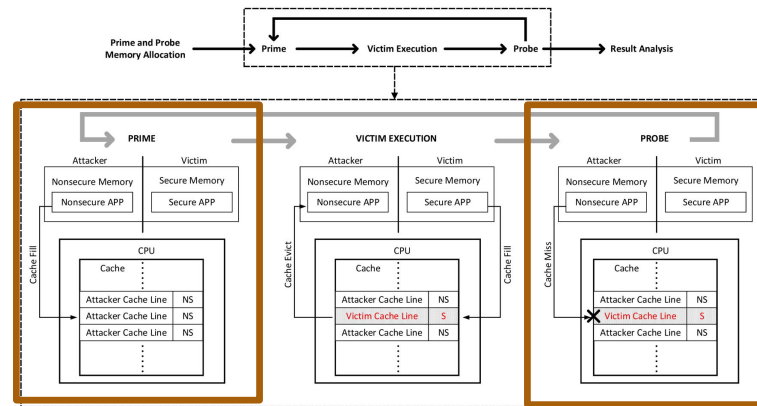 Prime and Probe
Memory Allocation
Prime
Victim Execution
Probe
Result Analysis
PRIME
Attacker
Victim
Nonsecure Memory
Secure Memory
Nonsecure APP
Secure APP
Cache Fill
CPU
Cache
Attacker Cache Line
NS
Attacker Cache Line
NS
Attacker Cache Line
NS
VICTIM EXECUTION
Attacker
Victim
Nonsecure Memory
Secure Memory
Nonsecure APP
Secure APP
Cache Evict
Cache Fill
CPU
Cache
Attacker Cache Line
NS
Victim Cache Line
S
Attacker Cache Line
NS
PROBE
Attacker
Victim
Nonsecure Memory
Secure Memory
Nonsecure APP
Secure APP
Cache Miss
CPU
Cache
Attacker Cache Line
NS
Victim Cache Line
S
Attacker Cache Line
NS